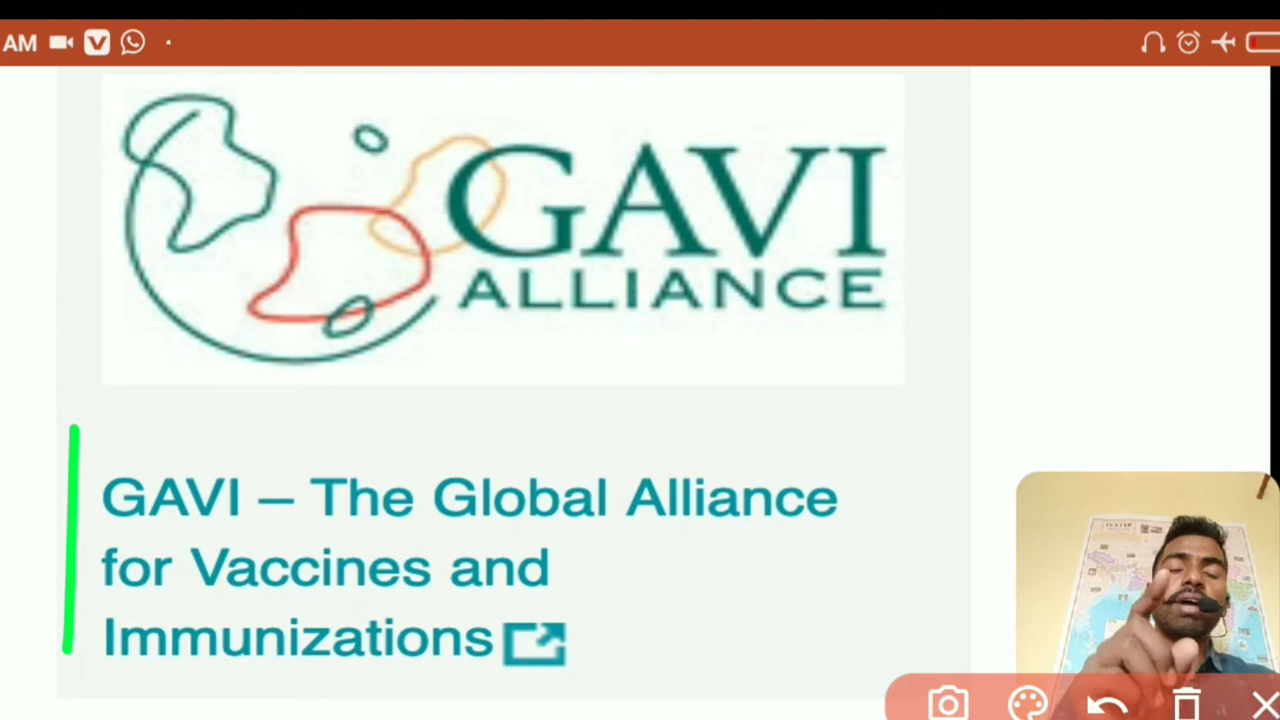 AM
GAVI
ALLIANCE
GAVI – The Global Alliance
for Vaccines and
Immunizations